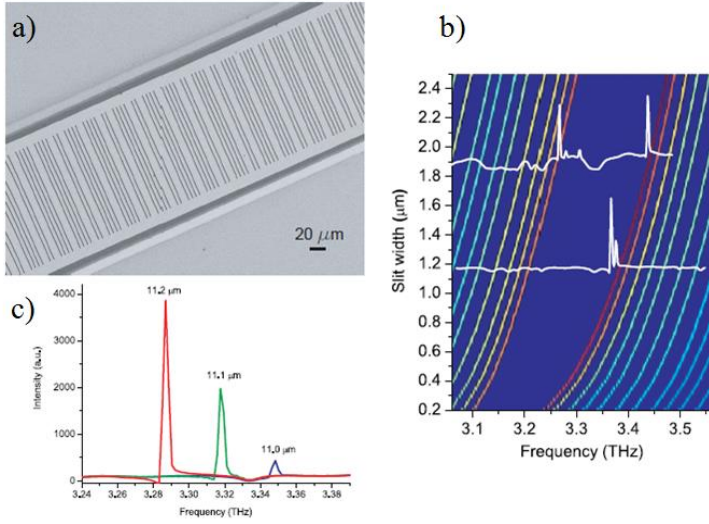 a)
20 μm
b)
2.4
2.2
2.0
1.8
1.6
1.4
1.2
1.0
0.8
0.6
0.4
0.2
Slit width (μm)
3.1 3.2 3.3 3.4 3.5
Frequency (THz)
c)
4000
3000
2000
1000
0
Intensity (a.u.)
11.2 μm
11.1 μm
11.0 μm
3.24 3.26 3.28 3.30 3.32 3.34 3.36 3.38
Frequency (THz)